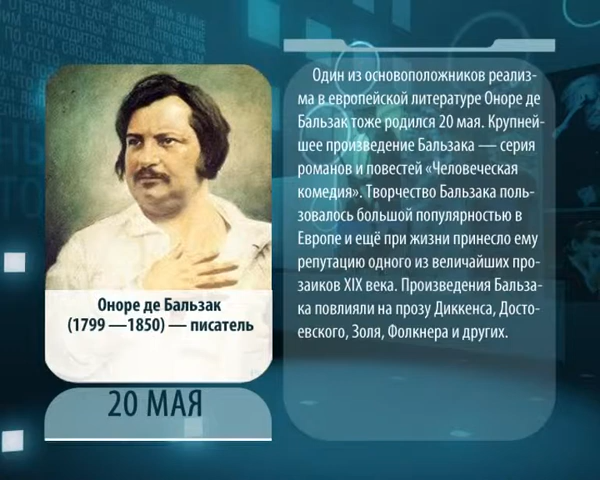 Оноре де Бальзак
(1799 —1850) — писатель
20 МАЯ
Один из основоположников реализ-
ма в европейской литературе Оноре де
Бальзак тоже родился 20 мая. Крупней-
шее произведение Бальзака — серия
романов и повестей «Человеческая
комедия». Творчество Бальзака поль-
зовалось большой популярностью в
Европе и ещё при жизни принесло ему
репутацию одного из величайших про-
заиков XIX века. Произведения Бальза-
ка повлияли на прозу Диккенса, Досто-
евского, Золя, Фолкнера и других.